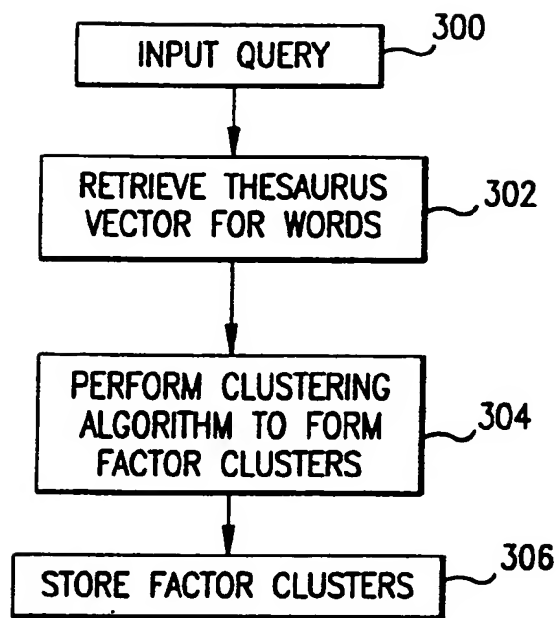 INPUT QUERY
300
RETRIEVE THESAURUS
VECTOR FOR WORDS
302
PERFORM CLUSTERING
ALGORITHM TO FORM
FACTOR CLUSTERS
304
STORE FACTOR CLUSTERS
306